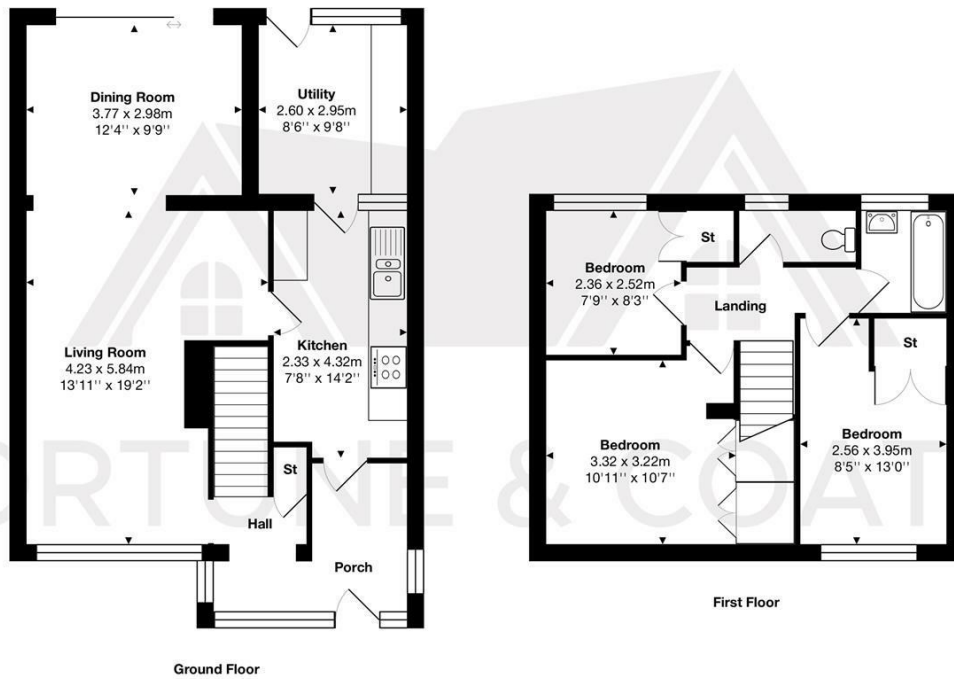 Dining Room
3.77 x 2.98m
12'4'' x 9'9''
Utility
2.60 x 2.95m
8'6'' x 9'8''
Living Room
4.23 x 5.84m
13'11'' x 19'2''
Kitchen
2.33 x 4.32m
7'8'' x 14'2''
St
Hall
Porch
Ground Floor
Bedroom
2.36 x 2.52m
7'9'' x 8'3''
St
Landing
St
Bedroom
3.32 x 3.22m
10'11'' x 10'7''
Bedroom
2.56 x 3.95m
8'5'' x 13'0''
First Floor
ORTUNE & COAT